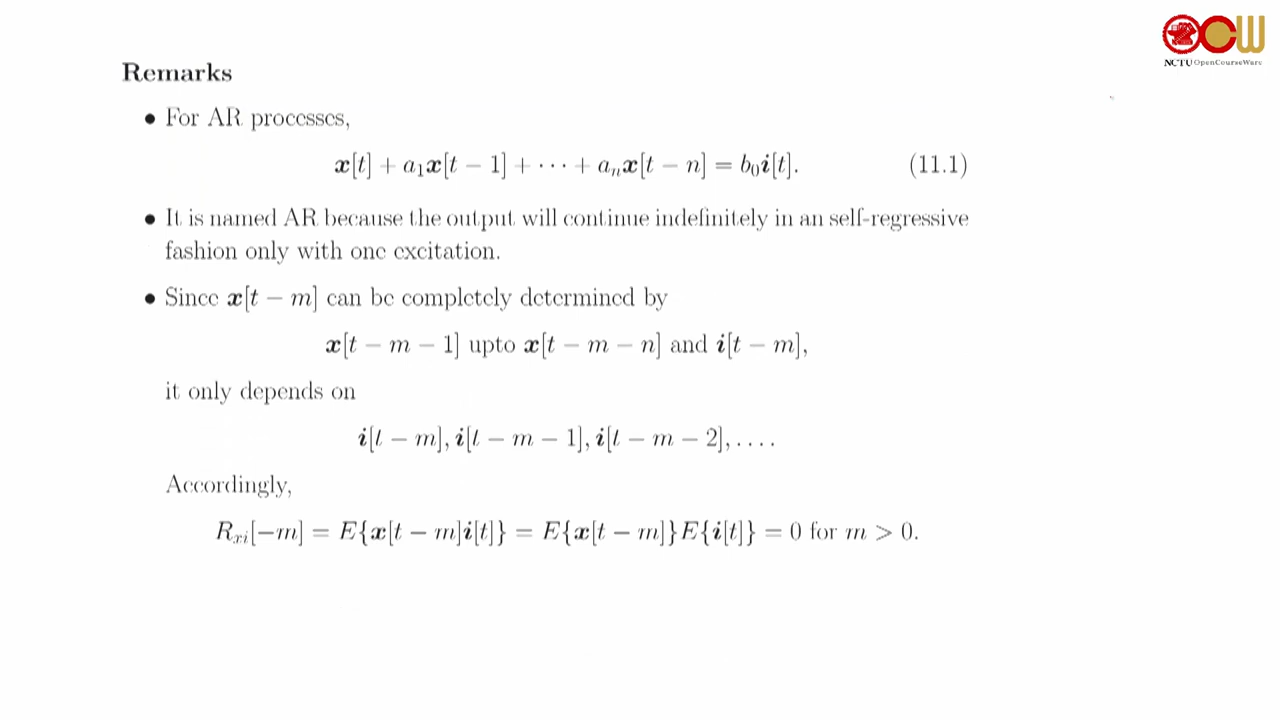 NCTU OpenCourseWare
Remarks
• For AR processes,
x[t] + a₁x[t − 1] + ⋯ + aₙx[t − n] = b₀i[t]. (11.1)
• It is named AR because the output will continue indefinitely in an self-regressive
fashion only with one excitation.
• Since x[t − m] can be completely determined by
x[t − m − 1] upto x[t − m − n] and i[t − m],
it only depends on
i[t − m], i[t − m − 1], i[t − m − 2], . . . .
Accordingly,
Rₓᵢ[−m] = E{x[t − m]i[t]} = E{x[t − m]}E{i[t]} = 0 for m > 0.